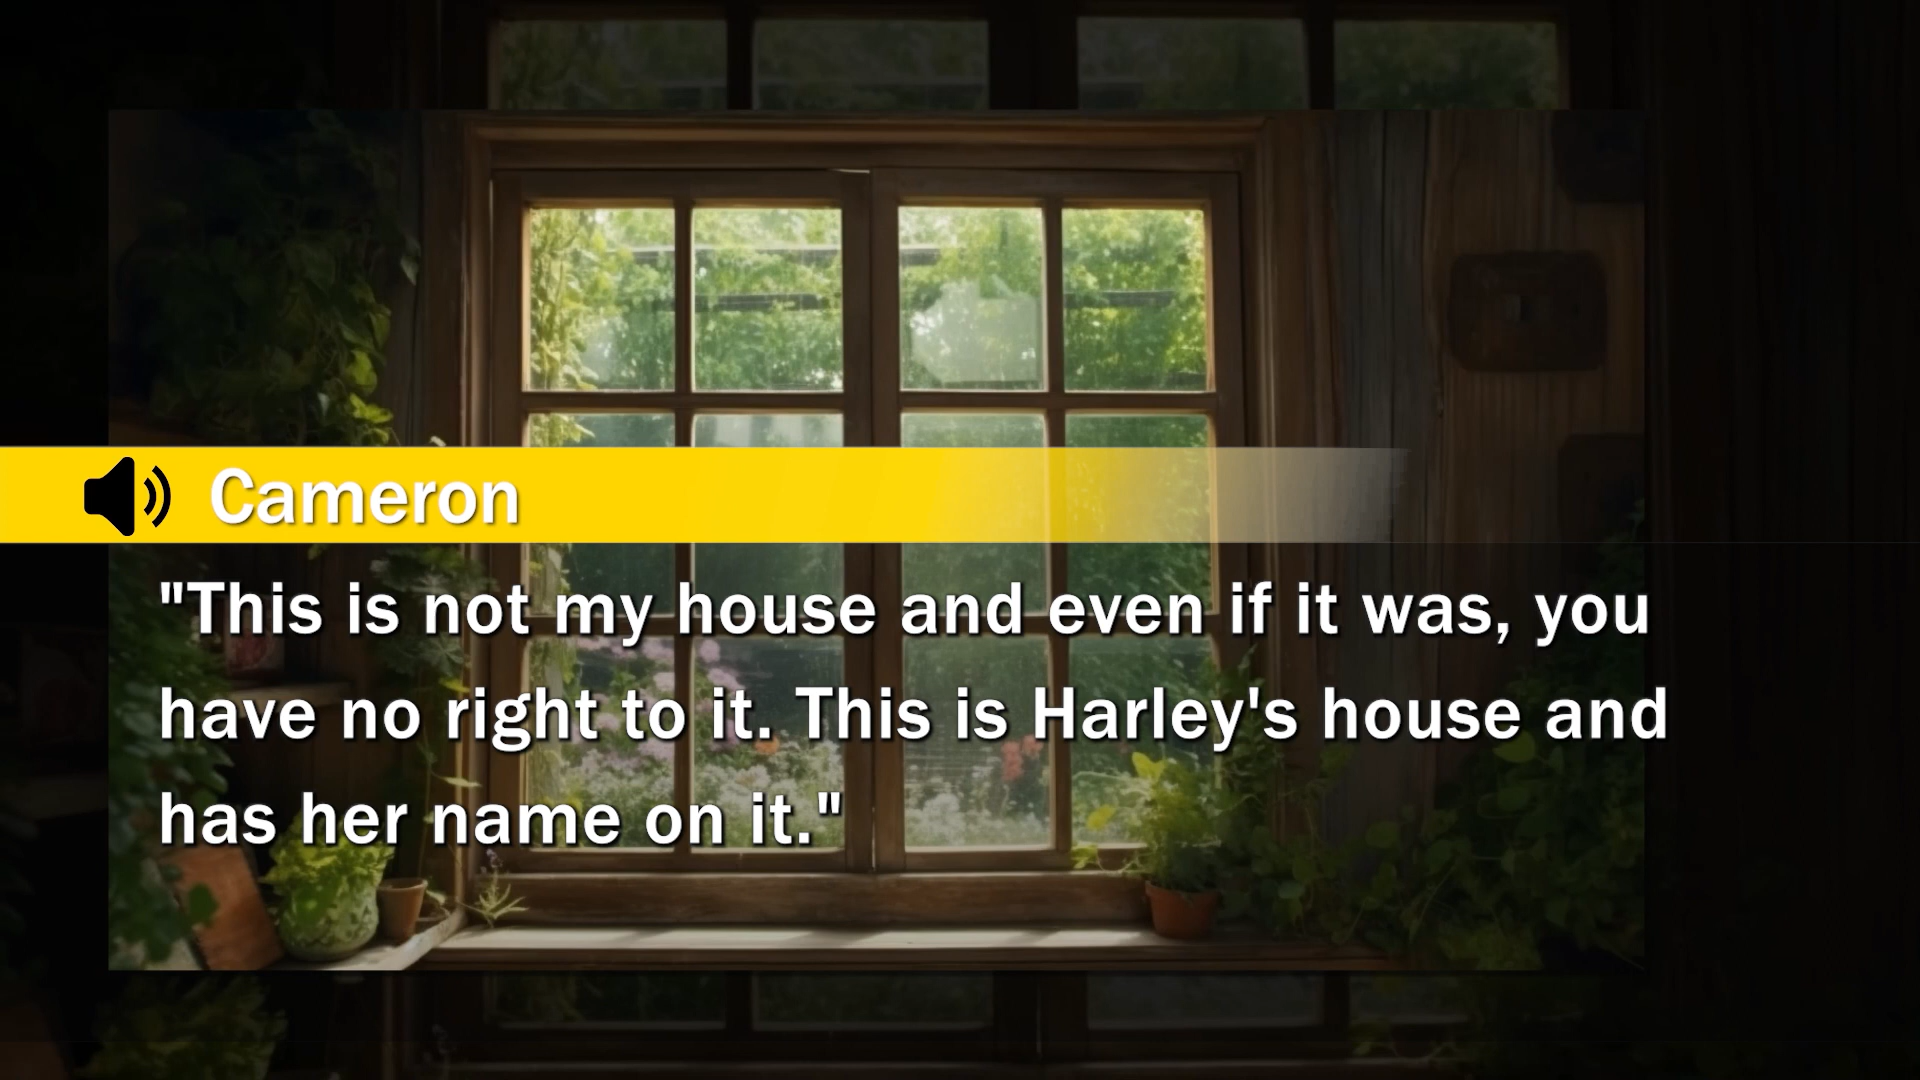 Cameron
"This is not my house and even if it was, you
have no right to it. This is Harley's house and
has her name on it."